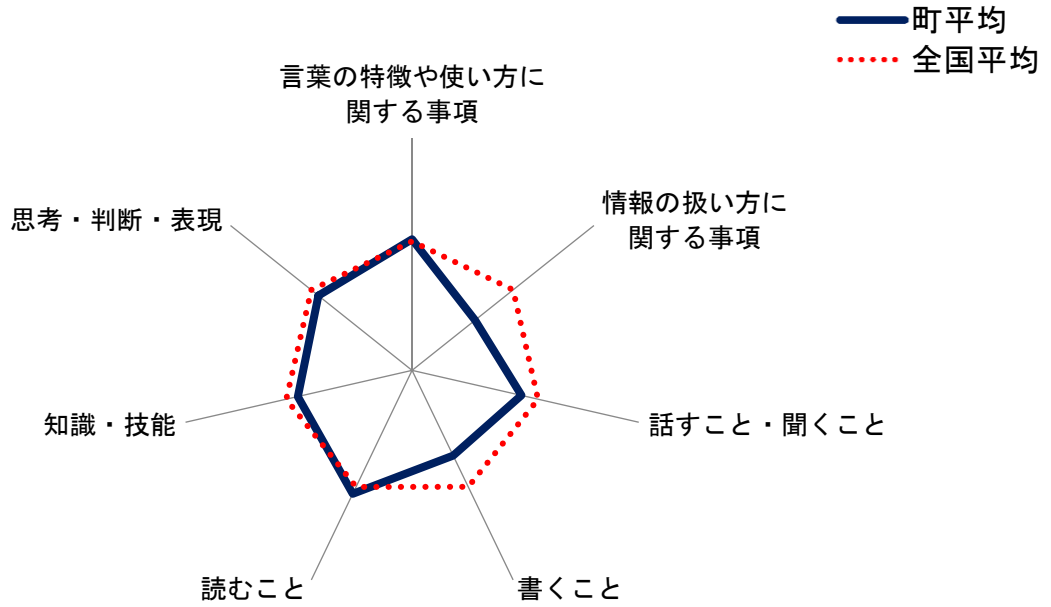 町平均
全国平均
言葉の特徴や使い方に
関する事項
情報の扱い方に
関する事項
話すこと・聞くこと
書くこと
読むこと
知識・技能
思考・判断・表現